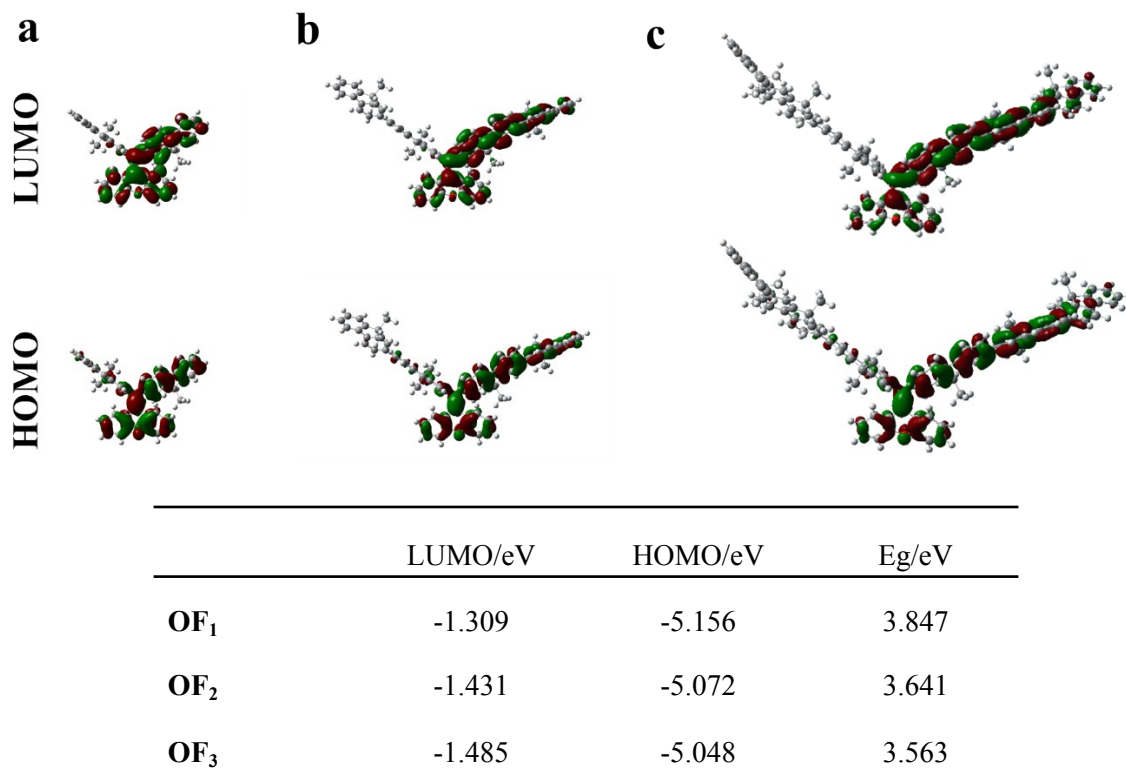 a b c
LUMO
HOMO
LUMO/eV HOMO/eV Eg/eV
OF₁ -1.309 -5.156 3.847
OF₂ -1.431 -5.072 3.641
OF₃ -1.485 -5.048 3.563